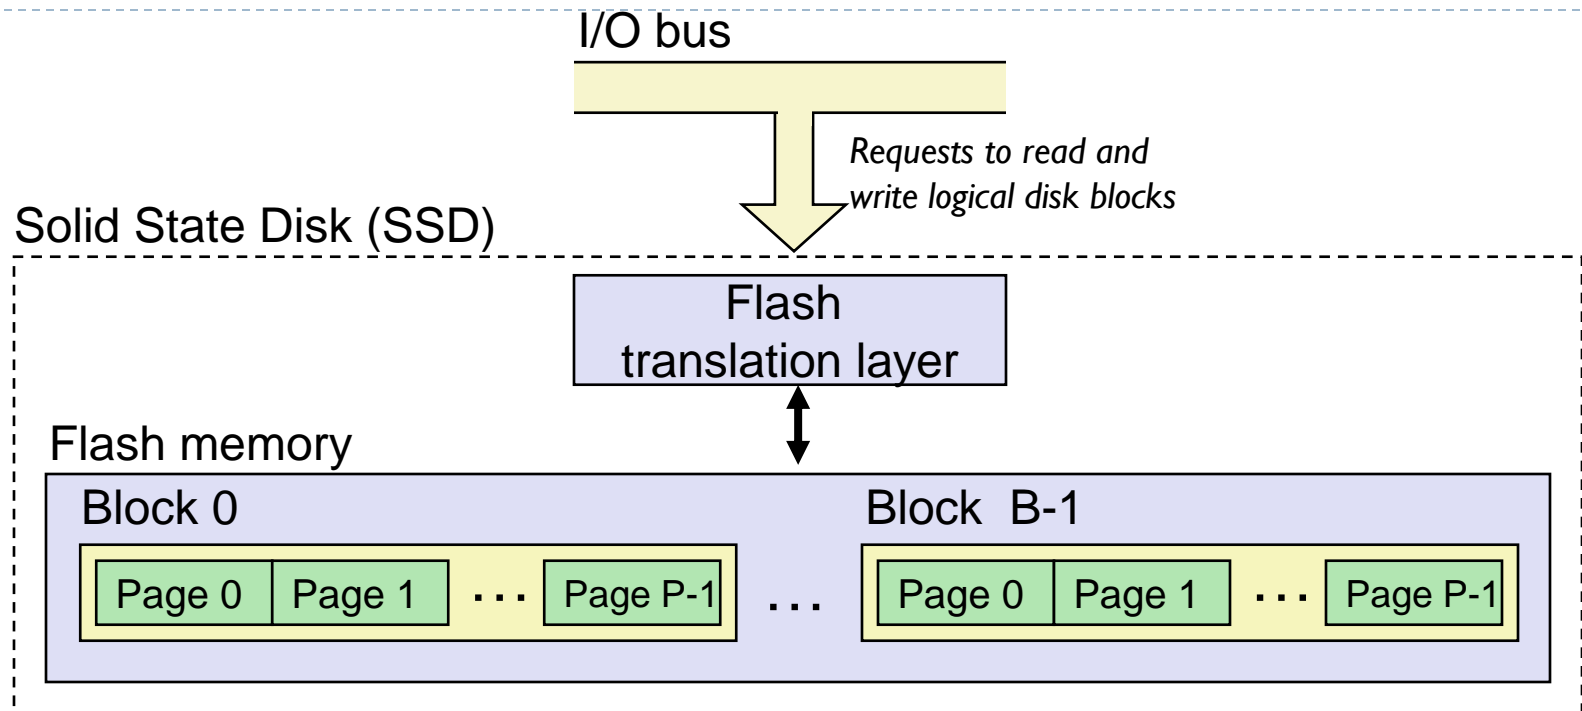 I/O bus
Requests to read and
write logical disk blocks
Solid State Disk (SSD)
Flash
translation layer
Flash memory
Block 0
Block B-1
Page 0 Page 1 ... Page P-1 ... Page 0 Page 1 ... Page P-1